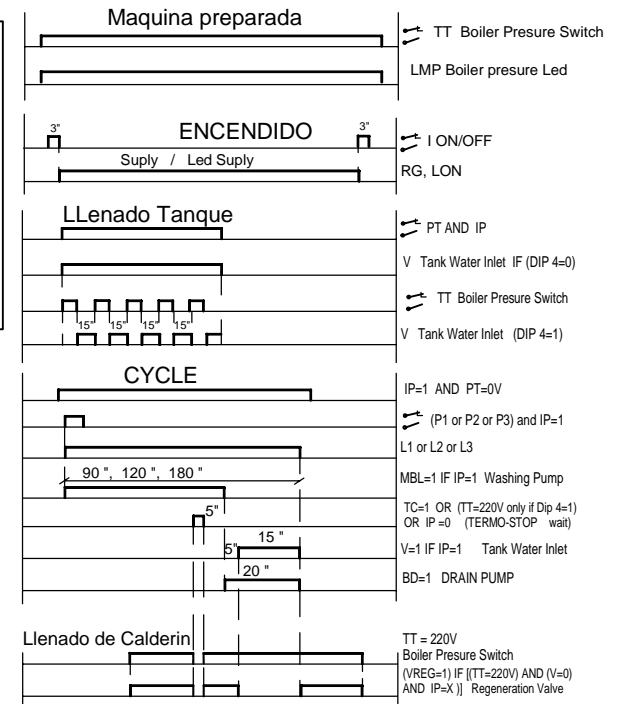 Maquina preparada
TT Boiler Presure Switch
LMP Boiler presure Led
3" ENCENDIDO 3"
I ON/OFF
Suply / Led Suply
RG, LON
LLenado Tanque
PT AND IP
V Tank Water Inlet IF (DIP 4=0)
TT Boiler Presure Switch
15" 15" 15" 15"
V Tank Water Inlet (DIP 4=1)
CYCLE
IP=1 AND PT=0V
(P1 or P2 or P3) and IP=1
L1 or L2 or L3
90 ", 120 ", 180 "
MBL=1 IF IP=1 Washing Pump
5"
TC=1 OR (TT=220V only if Dip 4=1)
OR IP =0 (TERMO-STOP wait)
5" 15 "
V=1 IF IP=1 Tank Water Inlet
20 "
BD=1 DRAIN PUMP
Llenado de Calderin
TT = 220V
Boiler Presure Switch
(VREG=1) IF [(TT=220V) AND (V=0)
AND IP=X )] Regeneration Valve